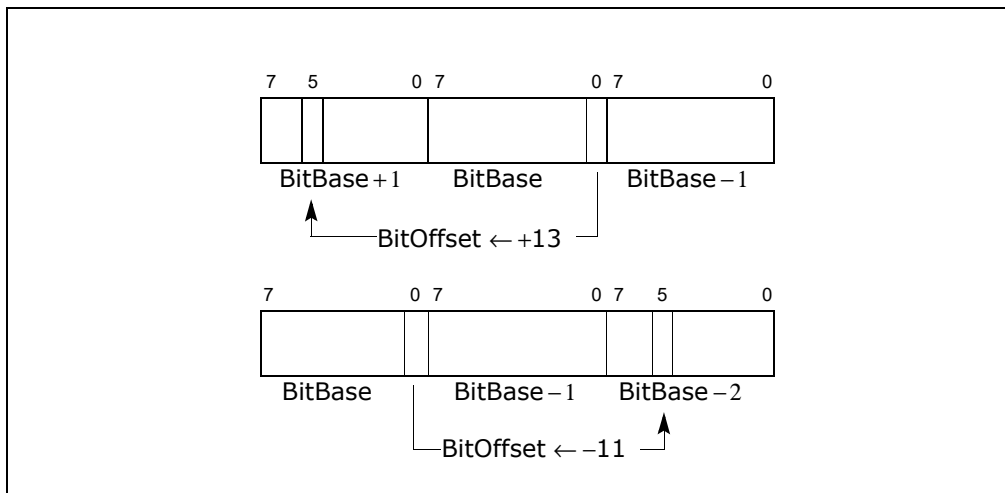 7 5 0 7 0 7 0
BitBase+1 BitBase BitBase−1
BitOffset ← +13
7 0 7 0 7 5 0
BitBase BitBase−1 BitBase−2
BitOffset ← −11